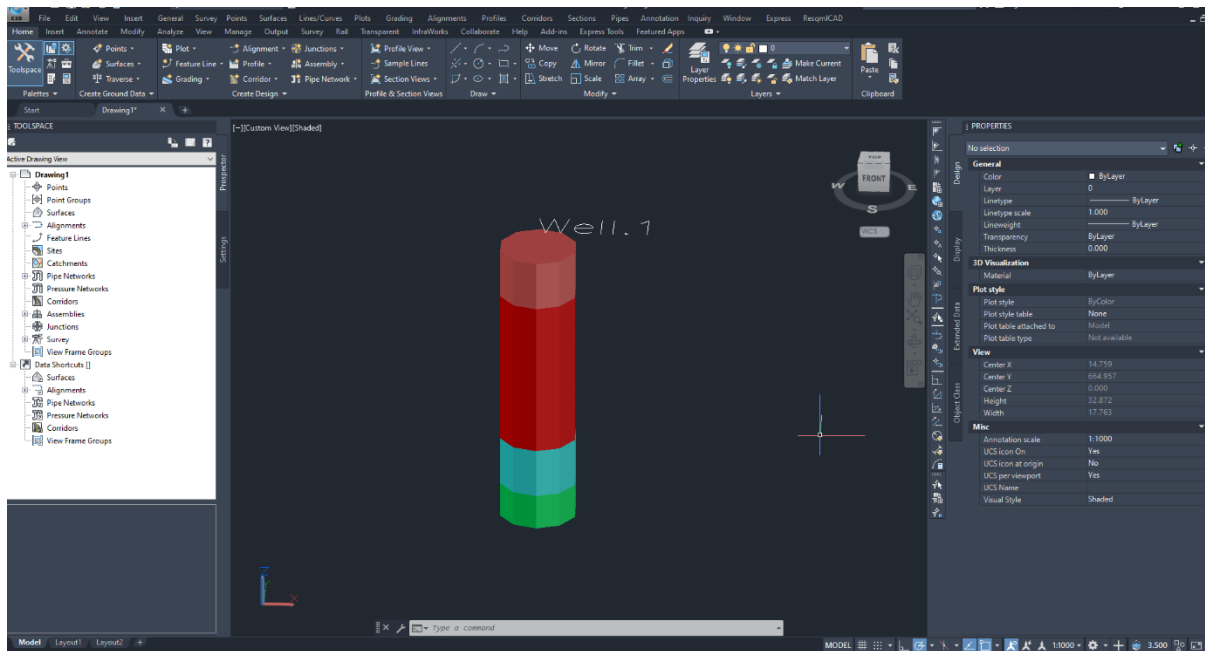 File Edit View Insert General Survey Points Surfaces Lines/Curves Plots Grading Alignments Profiles Corridors Sections Pipes Annotation Inquiry Window Express ResqmlCAD
C3D
Home Insert Annotate Modify Analyze View Manage Output Survey Rail Transparent InfraWorks Collaborate Help Add-ins Express Tools Featured Apps
Toolspace
Points
Surfaces
Traverse
Plot
Feature Line
Grading
Alignment
Profile
Corridor
Junctions
Assembly
Pipe Network
Profile View
Sample Lines
Section Views
Move Rotate Trim
Copy Mirror Fillet
Stretch Scale Array
Layer Properties
0
Make Current
Match Layer
Paste
Palettes Create Ground Data Create Design Profile & Section Views Draw Modify Layers Clipboard
Start Drawing1* +
TOOLSPACE
Active Drawing View
Drawing1
Points
Point Groups
Surfaces
Alignments
Feature Lines
Sites
Catchments
Pipe Networks
Pressure Networks
Corridors
Assemblies
Junctions
Survey
View Frame Groups
Data Shortcuts []
Surfaces
Alignments
Pipe Networks
Pressure Networks
Corridors
View Frame Groups
Prospector
Settings
[−][Custom View][Shaded]
Well.1
TOP
FRONT
W
E
S
WCS
Z
X
Type a command
PROPERTIES
No selection
Design
Display
Extended Data
Object Class
General
Color ByLayer
Layer 0
Linetype ByLayer
Linetype scale 1.000
Lineweight ByLayer
Transparency ByLayer
Thickness 0.000
3D Visualization
Material ByLayer
Plot style
Plot style ByColor
Plot style table None
Plot table attached to Model
Plot table type Not available
View
Center X 14.759
Center Y 664.957
Center Z 0.000
Height 32.872
Width 17.763
Misc
Annotation scale 1:1000
UCS icon On Yes
UCS icon at origin No
UCS per viewport Yes
UCS Name
Visual Style Shaded
Model Layout1 Layout2 +
MODEL 1:1000 3.500